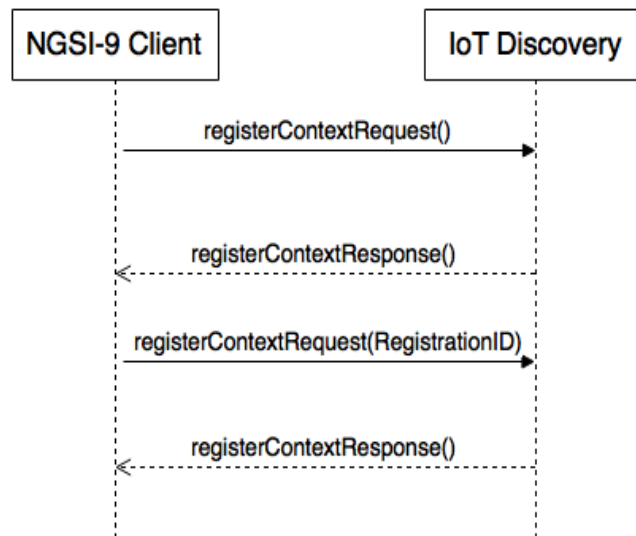 NGSI-9 Client
IoT Discovery
registerContextRequest()
registerContextResponse()
registerContextRequest(RegistrationID)
registerContextResponse()